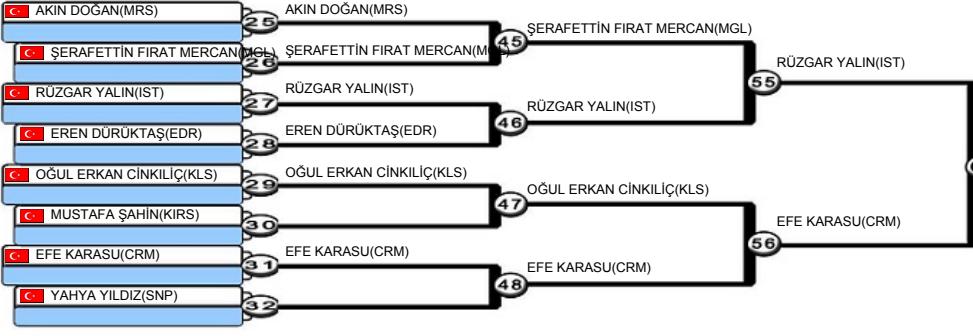 AKIN DOĞAN(MRS)
25
AKIN DOĞAN(MRS)
ŞERAFETTİN FIRAT MERCAN(MGL)
26
ŞERAFETTİN FIRAT MERCAN(MGL)
45
ŞERAFETTİN FIRAT MERCAN(MGL)
RÜZGAR YALIN(IST)
27
RÜZGAR YALIN(IST)
EREN DÜRÜKTAŞ(EDR)
28
EREN DÜRÜKTAŞ(EDR)
46
RÜZGAR YALIN(IST)
55
RÜZGAR YALIN(IST)
OĞUL ERKAN CİNKILİÇ(KLS)
29
OĞUL ERKAN CİNKILİÇ(KLS)
MUSTAFA ŞAHİN(KIRS)
30
47
OĞUL ERKAN CİNKILİÇ(KLS)
EFE KARASU(CRM)
31
EFE KARASU(CRM)
YAHYA YILDIZ(SNP)
32
48
EFE KARASU(CRM)
56
EFE KARASU(CRM)